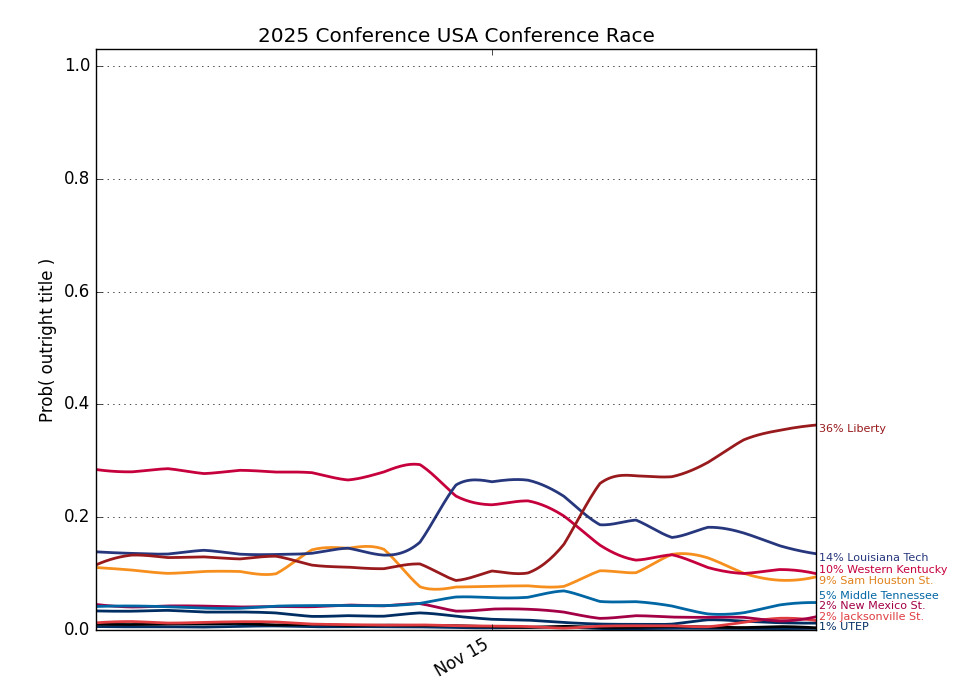 2025 Conference USA Conference Race
1.0
0.8
0.6
0.4
0.2
0.0
Prob( outright title )
Nov 15
36% Liberty
14% Louisiana Tech
10% Western Kentucky
9% Sam Houston St.
5% Middle Tennessee
2% New Mexico St.
2% Jacksonville St.
1% UTEP